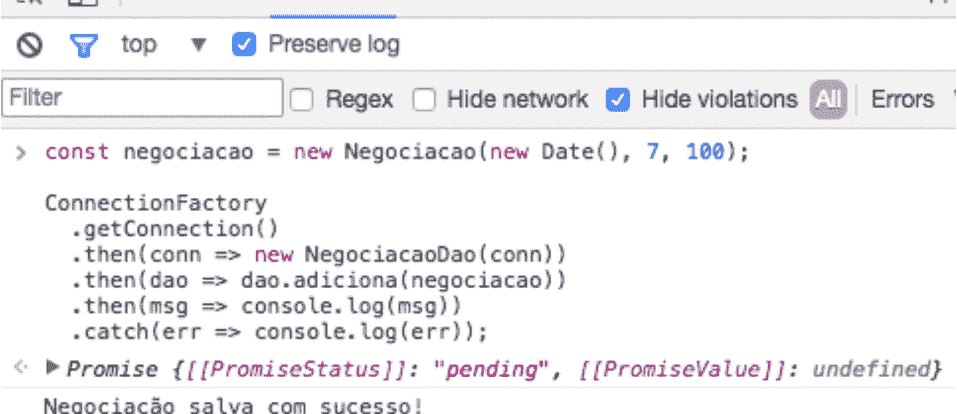 top ▼ Preserve log
Filter Regex Hide network Hide violations All Errors
> const negociacao = new Negociacao(new Date(), 7, 100);
ConnectionFactory
.getConnection()
.then(conn => new NegociacaoDao(conn))
.then(dao => dao.adiciona(negociacao))
.then(msg => console.log(msg))
.catch(err => console.log(err));
Promise {[[PromiseStatus]]: "pending", [[PromiseValue]]: undefined}
Negociação salva com sucesso!